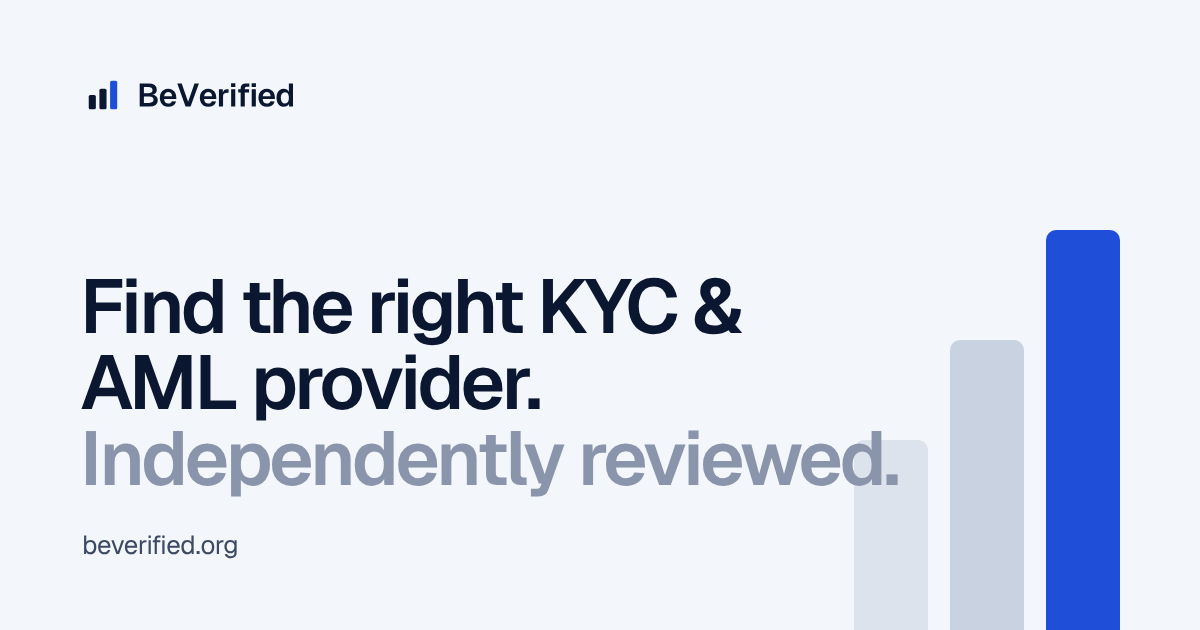 BeVerified
Find the right KYC &
AML provider.
Independently reviewed.
beverified.org